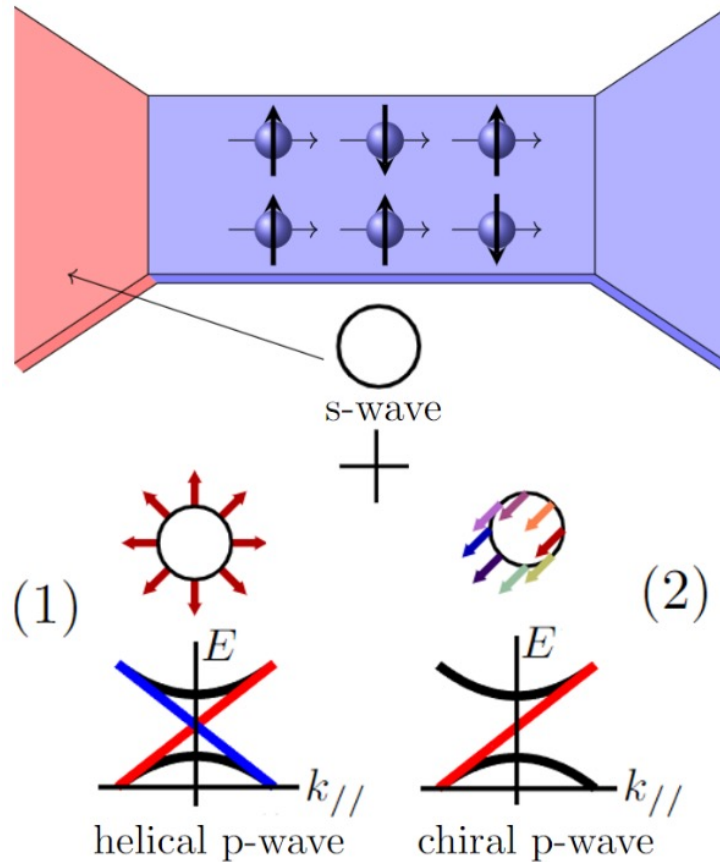 s-wave
(1)
(2)
E
E
k//
k//
helical p-wave
chiral p-wave